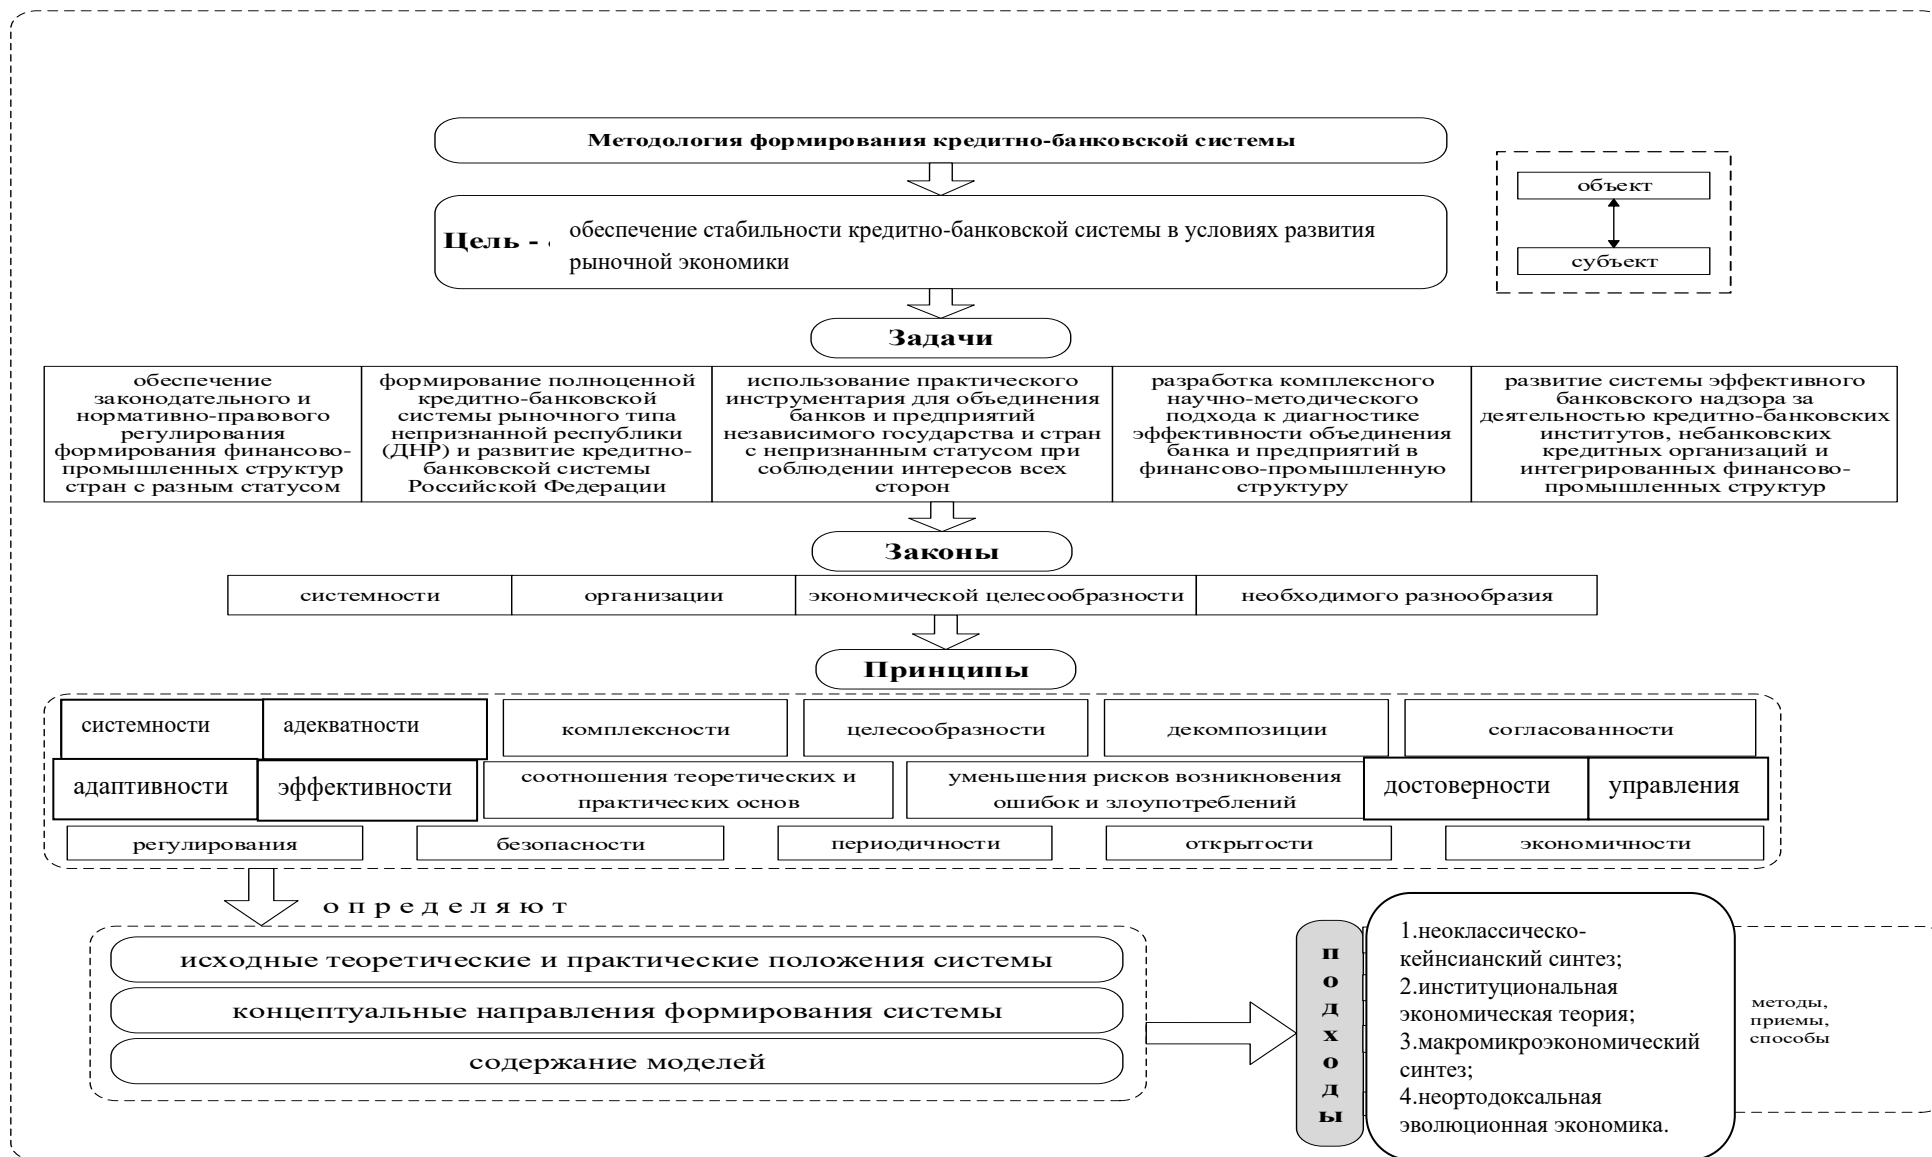 Методология формирования кредитно-банковской системы
объект
субъект
Цель -
обеспечение стабильности кредитно-банковской системы в условиях развития
рыночной экономики
Задачи
обеспечение
законодательного и
нормативно-правового
регулирования
формирования финансово-
промышленных структур
стран с разным статусом
формирование полноценной
кредитно-банковской
системы рыночного типа
непризнанной республики
(ДНР) и развитие кредитно-
банковской системы
Российской Федерации
использование практического
инструментария для объединения
банков и предприятий
независимого государства и стран
с непризнанным статусом при
соблюдении интересов всех
сторон
разработка комплексного
научно-методического
подхода к диагностике
эффективности объединения
банка и предприятий в
финансово-промышленную
структуру
развитие системы эффективного
банковского надзора за
деятельностью кредитно-банковских
институтов, небанковских
кредитных организаций и
интегрированных финансово-
промышленных структур
Законы
системности
организации
экономической целесообразности
необходимого разнообразия
Принципы
системности
адекватности
комплексности
целесообразности
декомпозиции
согласованности
адаптивности
эффективности
соотношения теоретических и
практических основ
уменьшения рисков возникновения
ошибок и злоупотреблений
достоверности
управления
регулирования
безопасности
периодичности
открытости
экономичности
определяют
исходные теоретические и практические положения системы
концептуальные направления формирования системы
содержание моделей
подходы
1.неоклассическо-
кейнсианский синтез;
2.институциональная
экономическая теория;
3.макромикроэкономический
синтез;
4.неортодоксальная
эволюционная экономика.
методы,
приемы,
способы